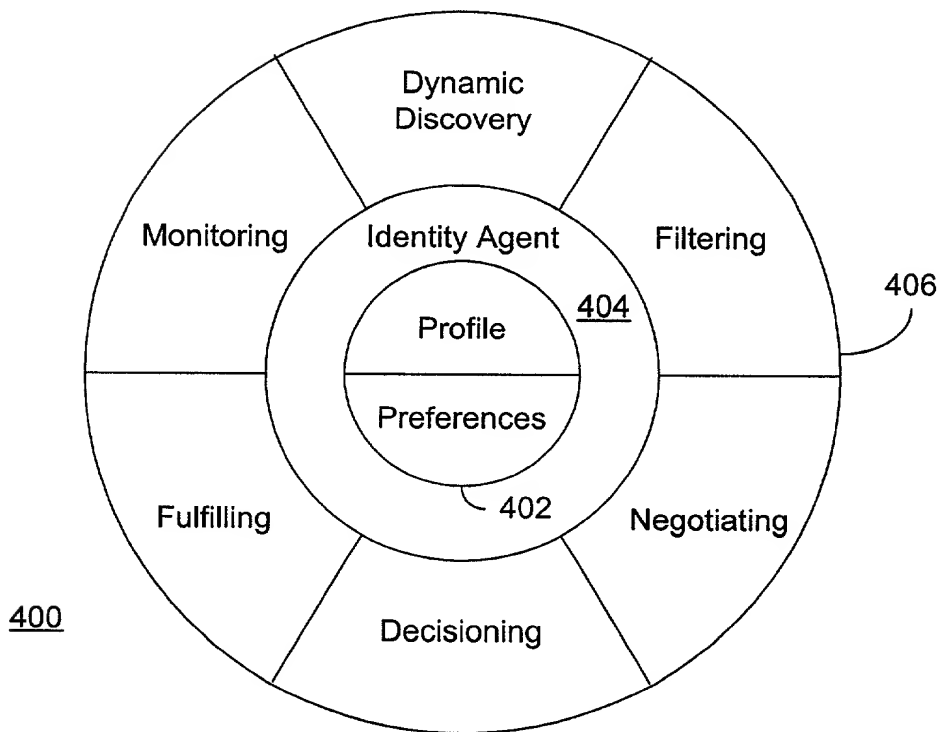 Dynamic
Discovery
Monitoring
Identity Agent
Filtering
404
406
Profile
Preferences
402
Fulfilling
Negotiating
400
Decisioning